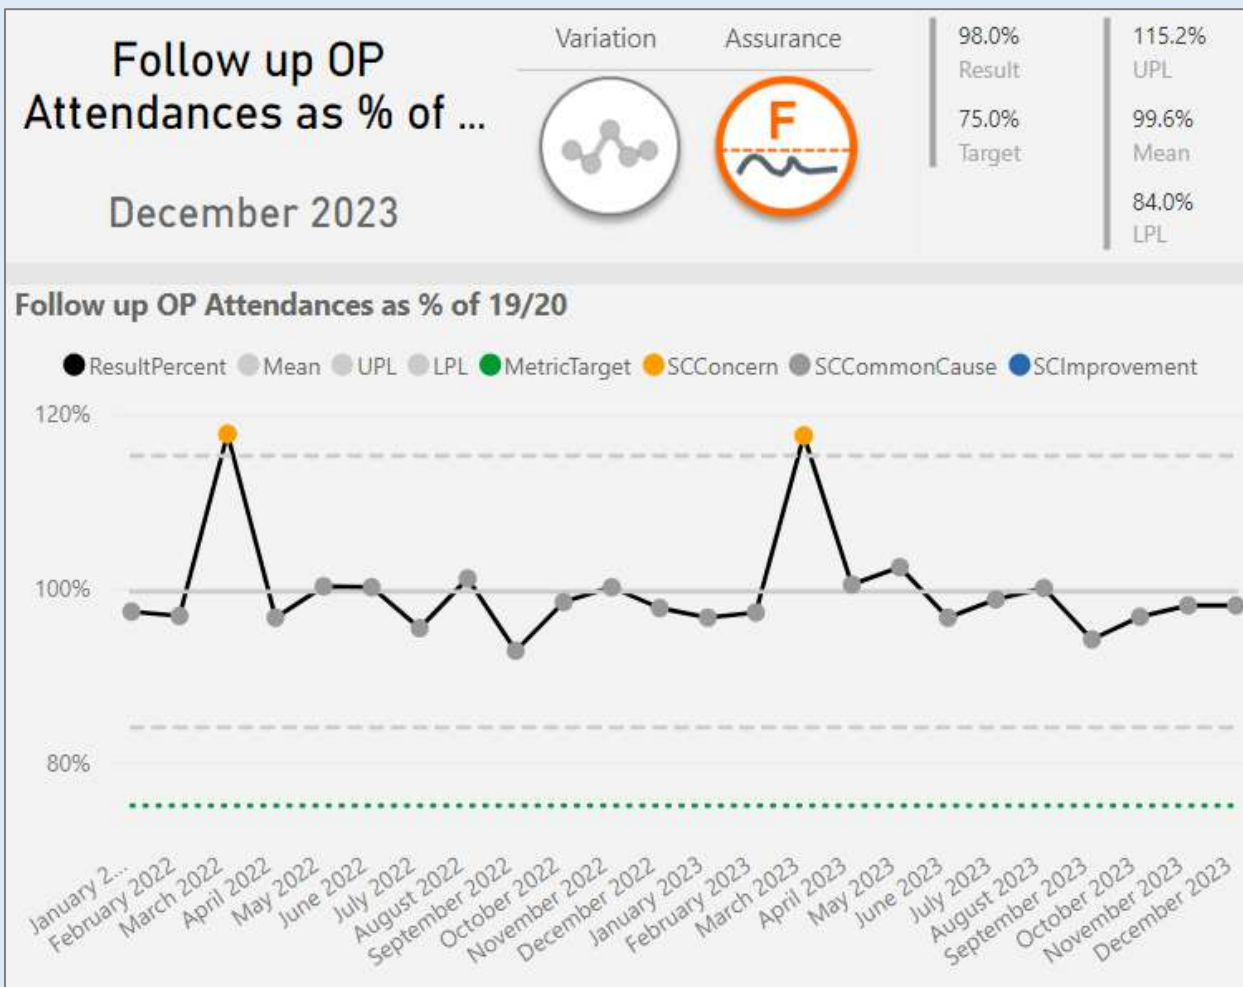 Follow up OP
Attendances as % of ...
December 2023
Variation
Assurance
F
98.0%
Result
75.0%
Target
115.2%
UPL
99.6%
Mean
84.0%
LPL
Follow up OP Attendances as % of 19/20
ResultPercent Mean UPL LPL MetricTarget SCConcern SCCommonCause SCImprovement
120%
100%
80%
January 2...
February 2022
March 2022
April 2022
May 2022
June 2022
July 2022
August 2022
September 2022
October 2022
November 2022
December 2022
January 2023
February 2023
March 2023
April 2023
May 2023
June 2023
July 2023
August 2023
September 2023
October 2023
November 2023
December 2023